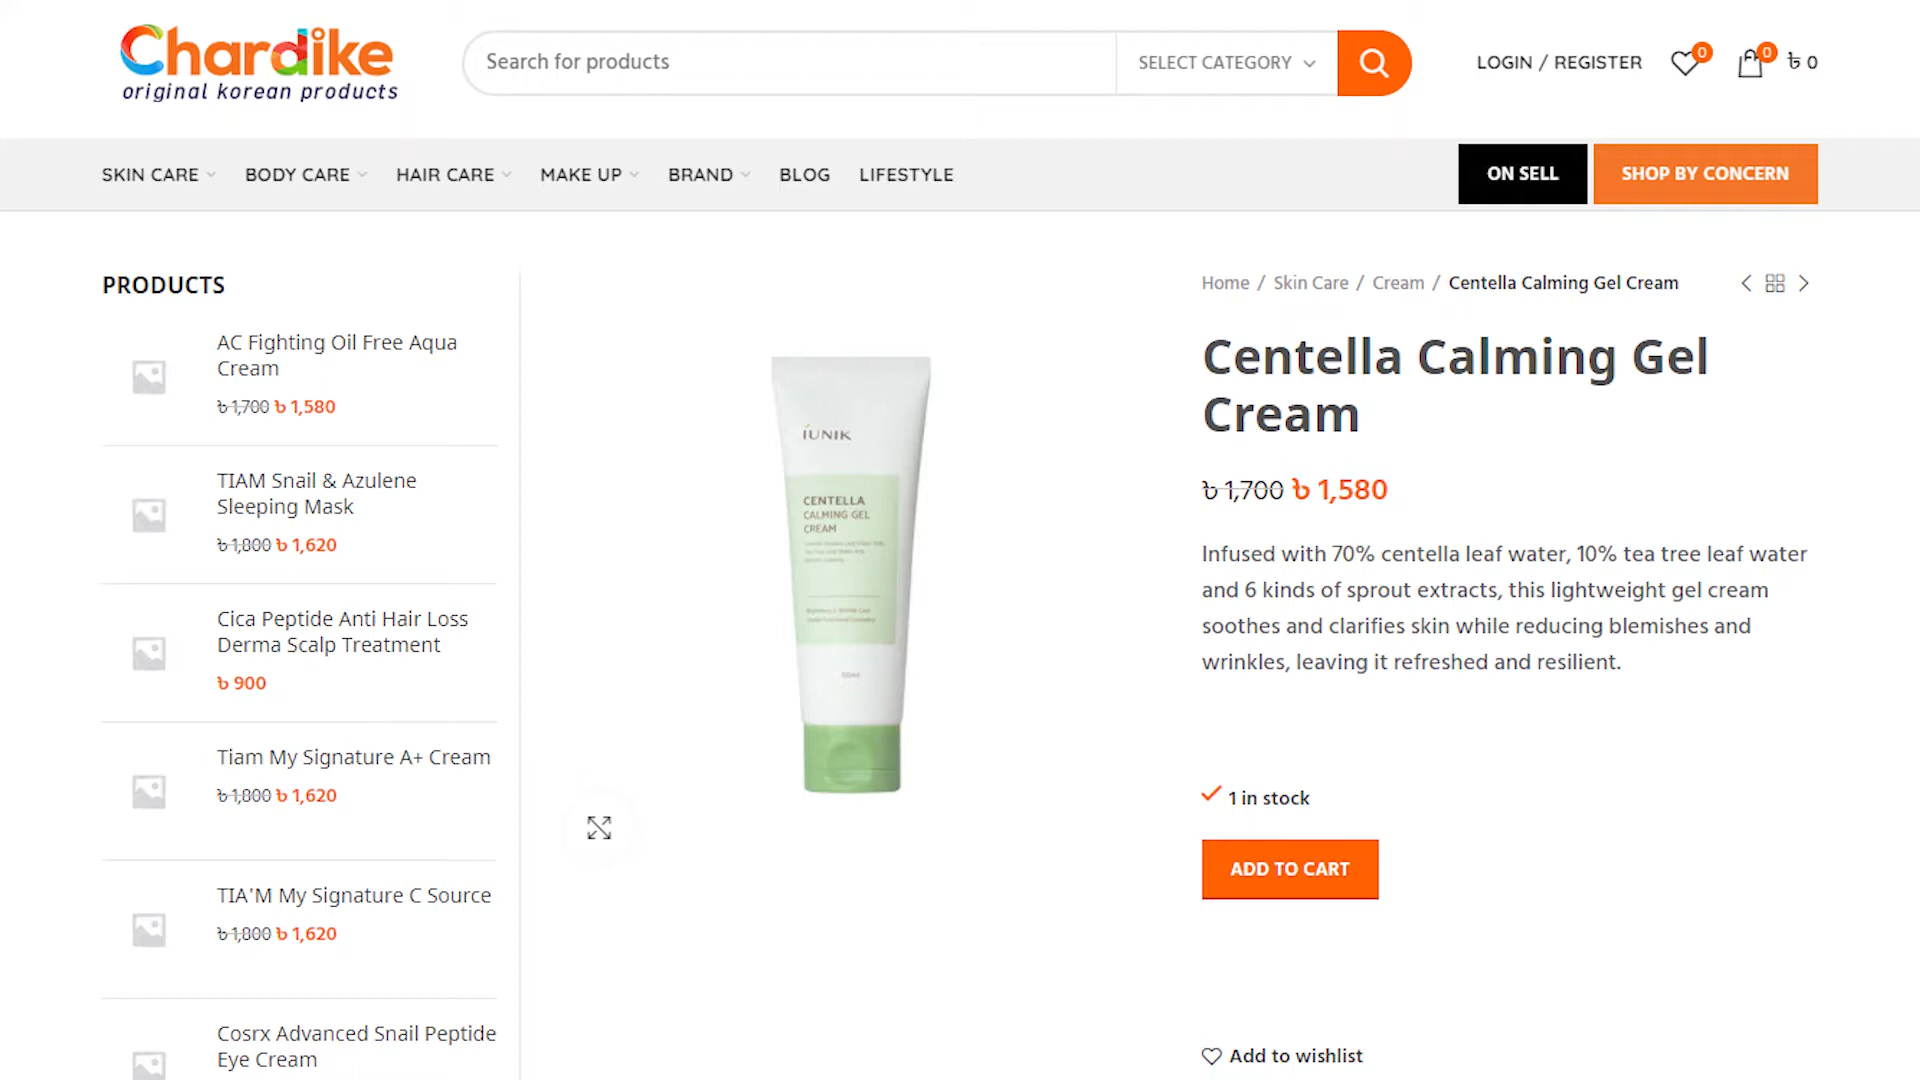 Chardike
original korean products
Search for products
SELECT CATEGORY
LOGIN / REGISTER
0
0
৳ 0
SKIN CARE
BODY CARE
HAIR CARE
MAKE UP
BRAND
BLOG
LIFESTYLE
ON SELL
SHOP BY CONCERN
PRODUCTS
AC Fighting Oil Free Aqua
Cream
৳ 1,700 ৳ 1,580
TIAM Snail & Azulene
Sleeping Mask
৳ 1,800 ৳ 1,620
Cica Peptide Anti Hair Loss
Derma Scalp Treatment
৳ 900
Tiam My Signature A+ Cream
৳ 1,800 ৳ 1,620
TIA'M My Signature C Source
৳ 1,800 ৳ 1,620
Cosrx Advanced Snail Peptide
Eye Cream
IUNIK
CENTELLA
CALMING GEL
CREAM
50ml
Home / Skin Care / Cream / Centella Calming Gel Cream
Centella Calming Gel
Cream
৳ 1,700 ৳ 1,580
Infused with 70% centella leaf water, 10% tea tree leaf water
and 6 kinds of sprout extracts, this lightweight gel cream
soothes and clarifies skin while reducing blemishes and
wrinkles, leaving it refreshed and resilient.
1 in stock
ADD TO CART
Add to wishlist